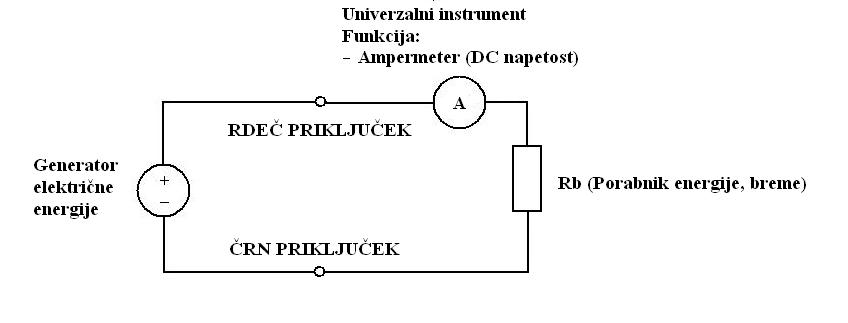 Univerzalni instrument
Funkcija:
- Ampermeter (DC napetost)
A
RDEČ PRIKLJUČEK
Generator
električne
energije
+
-
Rb (Porabnik energije, breme)
ČRN PRIKLJUČEK